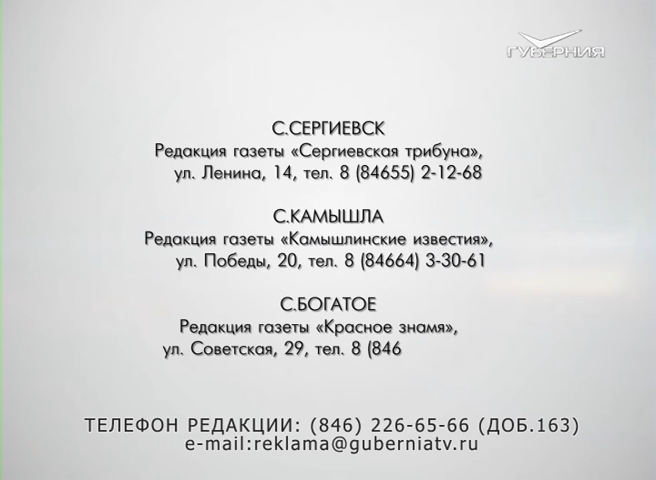 ГУБЕРНИЯ
С.СЕРГИЕВСК
Редакция газеты «Сергиевская трибуна»,
ул. Ленина, 14, тел. 8 (84655) 2-12-68
С.КАМЫШЛА
Редакция газеты «Камышлинские известия»,
ул. Победы, 20, тел. 8 (84664) 3-30-61
С.БОГАТОЕ
Редакция газеты «Красное знамя»,
ул. Советская, 29, тел. 8 (846
ТЕЛЕФОН РЕДАКЦИИ: (846) 226-65-66 (ДОБ.163)
e-mail:reklama@guberniatv.ru